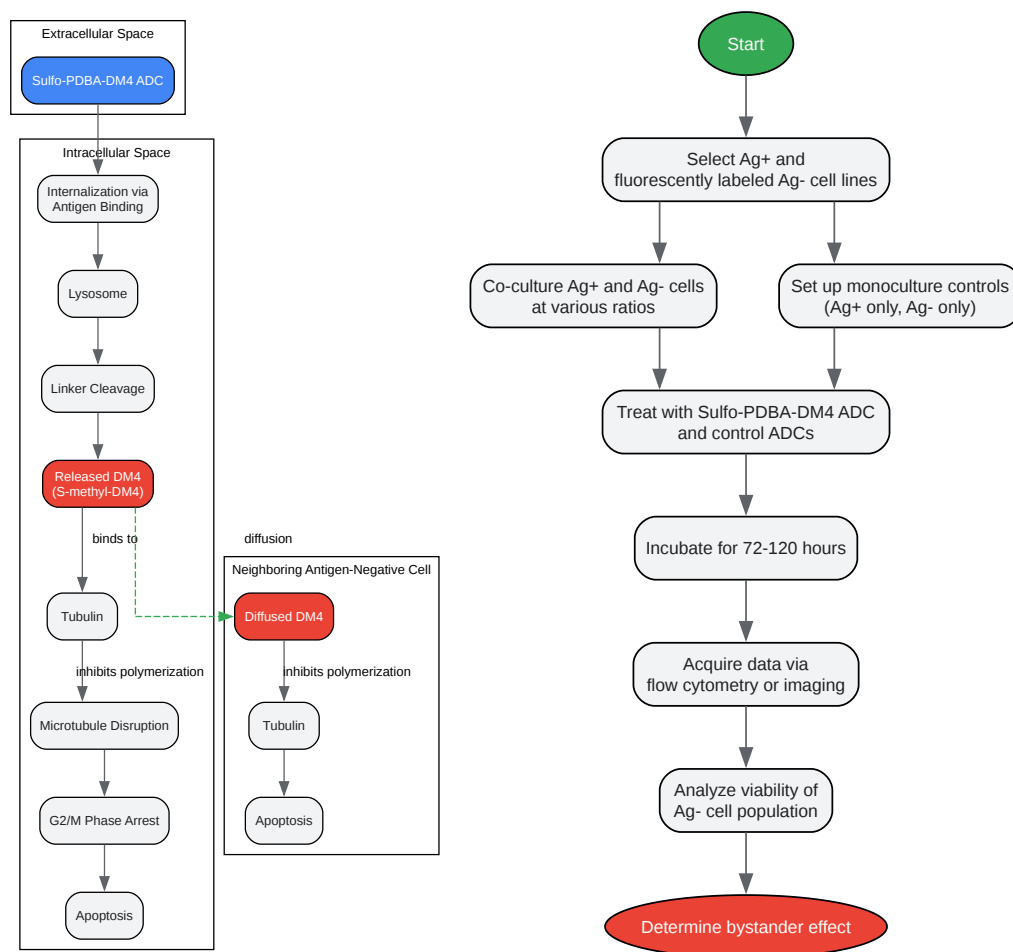 Extracellular Space
Sulfo-PDBA-DM4 ADC
Intracellular Space
Internalization via
Antigen Binding
Lysosome
Linker Cleavage
Released DM4
(S-methyl-DM4)
binds to
diffusion
Tubulin
inhibits polymerization
Microtubule Disruption
G2/M Phase Arrest
Apoptosis
Neighboring Antigen-Negative Cell
Diffused DM4
inhibits polymerization
Tubulin
Apoptosis
Start
Select Ag+ and
fluorescently labeled Ag- cell lines
Co-culture Ag+ and Ag- cells
at various ratios
Set up monoculture controls
(Ag+ only, Ag- only)
Treat with Sulfo-PDBA-DM4 ADC
and control ADCs
Incubate for 72-120 hours
Acquire data via
flow cytometry or imaging
Analyze viability of
Ag- cell population
Determine bystander effect